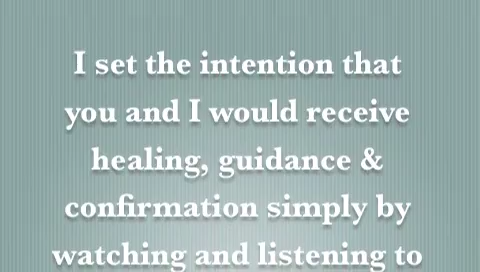 I set the intention that
you and I would receive
healing, guidance &
confirmation simply by
watching and listening to